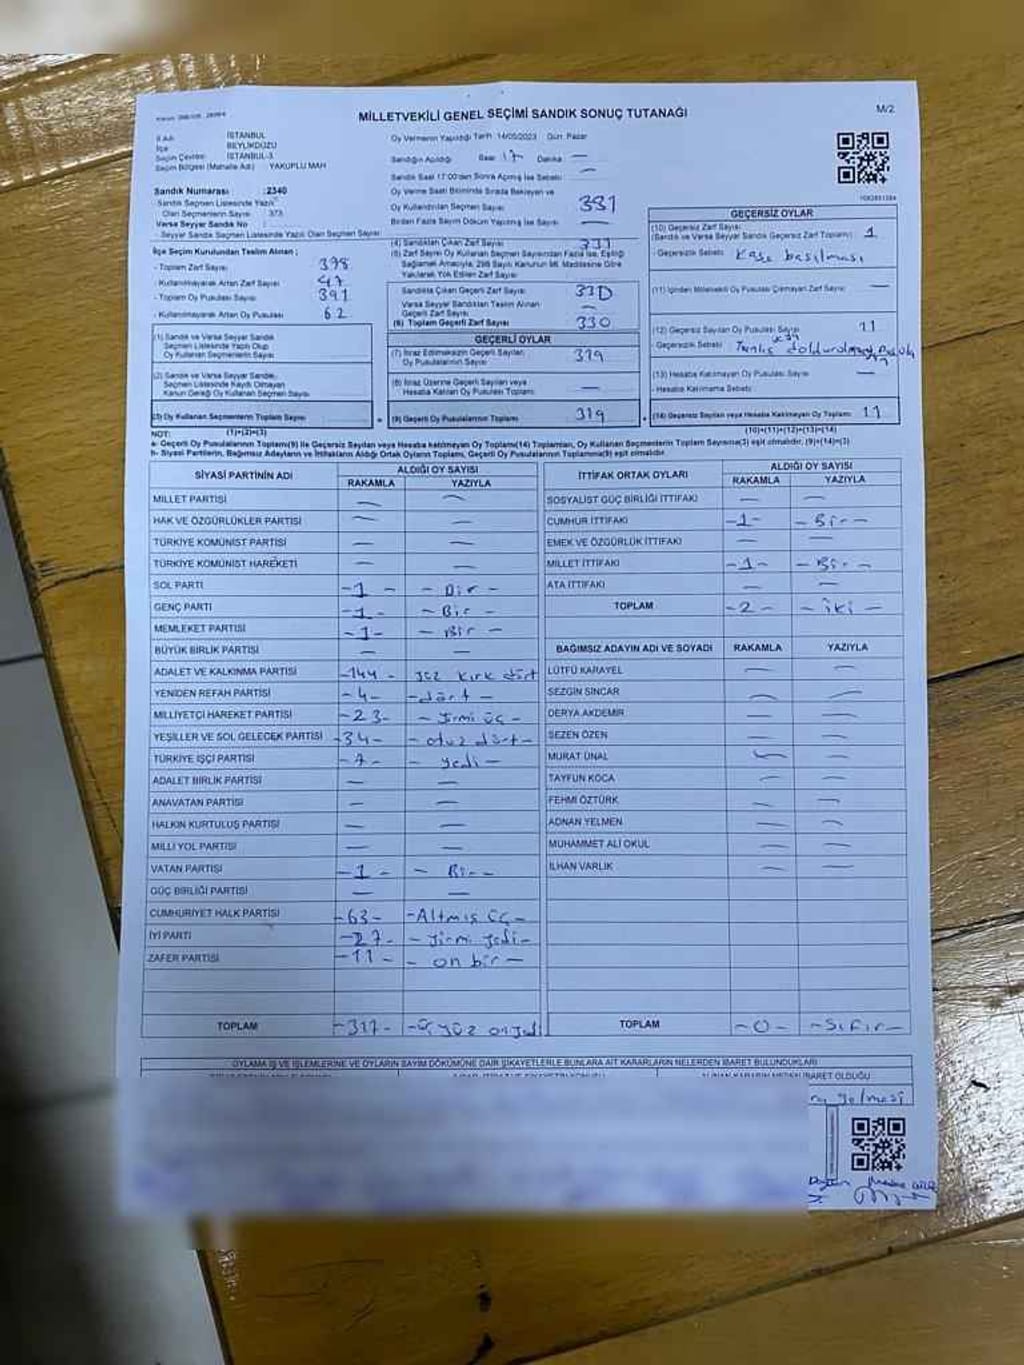 MİLLETVEKİLİ GENEL SEÇİMİ SANDIK SONUÇ TUTANAĞI
M/2
İl Adı: İSTANBUL
İlçe BEYLİKDÜZÜ
Seçim Çevresi: İSTANBUL-3
Seçim Bölgesi (Mahalle Adı) YAKUPLU MAH
Sandık Numarası : 2340
Sandık Seçmen Listesinde Yazılı
Olan Seçmenlerin Sayısı : 373
Varsa Seyyar Sandık No :
Seyyar Sandık Seçmen Listesinde Yazılı Olan Seçmen Sayısı
İlçe Seçim Kurulundan Teslim Alınan ;
- Toplam Zarf Sayısı 398
- Kullanılmayarak Artan Zarf Sayısı
- Toplam Oy Pusulası Sayısı 391
- Kullanılmayarak Artan Oy Pusulası 62
(1) Sandık ve Varsa Seyyar Sandık
Seçmen Listesinde Yazılı Olup
Oy Kullanan Seçmenlerin Sayısı
(2) Sandık ve Varsa Seyyar Sandık
Seçmen Listesinde Kayıtlı Olmayan
Kanun Gereği Oy Kullanan Seçmen Sayısı
(3) Oy Kullanan Seçmenlerin Toplam Sayısı
(1)+(2)=(3)
Oy Vermenin Yapıldığı Tarih: 14/05/2023 Gün: Pazar
Sandığın Açıldığı Saat 17 Dakika —
Sandık Saat 17:00'den Sonra Açılmış İse Sebebi —
Oy Verme Saati Bitiminde Sırada Bekleyen ve
Oy Kullandırılan Seçmen Sayısı 331
Birden Fazla Sayım Döküm Yapılmış İse Sayısı —
(4) Sandıktan Çıkan Zarf Sayısı 331
(5) Zarf Sayısı Oy Kullanan Seçmen Sayısından Fazla İse, Eşitliği
Sağlamak Amacıyla, 298 Sayılı Kanunun 98. Maddesine Göre
Yakılarak Yok Edilen Zarf Sayısı
Sandıkta Çıkan Geçerli Zarf Sayısı 330
Varsa Seyyar Sandıktan Teslim Alınan
Geçerli Zarf Sayısı —
(6) Toplam Geçerli Zarf Sayısı 330
GEÇERLİ OYLAR
(7) İtiraz Edilmeksizin Geçerli Sayılan
Oy Pusulalarının Sayısı 319
(8) İtiraz Üzerine Geçerli Sayılan veya
Hesaba Katılan Oy Pusulası Toplamı —
(9) Geçerli Oy Pusulalarının Toplamı 319
GEÇERSİZ OYLAR
(10) Geçersiz Zarf Sayısı
(Sandık ve Varsa Seyyar Sandık Geçersiz Zarf Toplamı) 1
- Geçersizlik Sebebi Kaşe basılması
(11) İçinden Milletvekili Oy Pusulası Çıkmayan Zarf Sayısı —
(12) Geçersiz Sayılan Oy Pusulası Sayısı 11
- Geçersizlik Sebebi
(13) Hesaba Katılmayan Oy Pusulası Sayısı —
- Hesaba Katılmama Sebebi
(14) Geçersiz Sayılan veya Hesaba Katılmayan Oy Toplamı 11
(10)+(11)+(12)+(13)=(14)
NOT:
a- Geçerli Oy Pusulalarının Toplamı(9) ile Geçersiz Sayılan veya Hesaba katılmayan Oy Toplamı(14) Toplamları, Oy Kullanan Seçmenlerin Toplam Sayısına(3) eşit olmalıdır, (9)+(14)=(3)
b- Siyasi Partilerin, Bağımsız Adayların ve İttifakların Aldığı Oyların Toplamı, Geçerli Oy Pusulalarının Toplamına(9) eşit olmalıdır.
SİYASİ PARTİNİN ADI ALDIĞI OY SAYISI
RAKAMLA YAZIYLA
MİLLET PARTİSİ — —
HAK VE ÖZGÜRLÜKLER PARTİSİ — —
TÜRKİYE KOMÜNİST PARTİSİ — —
TÜRKİYE KOMÜNİST HAREKETİ — —
SOL PARTİ -1- - Bir -
GENÇ PARTİ -1- - Bir -
MEMLEKET PARTİSİ -1- - Bir -
BÜYÜK BİRLİK PARTİSİ — —
ADALET VE KALKINMA PARTİSİ -144- yüz kırk dört
YENİDEN REFAH PARTİSİ -4- -dört-
MİLLİYETÇİ HAREKET PARTİSİ -23- - yirmi üç -
YEŞİLLER VE SOL GELECEK PARTİSİ -34- - otuz dört -
TÜRKİYE İŞÇİ PARTİSİ -7- - yedi -
ADALET BİRLİK PARTİSİ — —
ANAVATAN PARTİSİ — —
HALKIN KURTULUŞ PARTİSİ — —
MİLLİ YOL PARTİSİ — —
VATAN PARTİSİ -1- - Bir -
GÜÇ BİRLİĞİ PARTİSİ — —
CUMHURİYET HALK PARTİSİ -63- -Altmış üç-
İYİ PARTİ -27- - yirmi yedi -
ZAFER PARTİSİ -11- - on bir -
TOPLAM -317- -Üçyüz onyedi
İTTİFAK ORTAK OYLARI ALDIĞI OY SAYISI
RAKAMLA YAZIYLA
SOSYALİST GÜÇ BİRLİĞİ İTTİFAKI — —
CUMHUR İTTİFAKI -1- - Bir -
EMEK VE ÖZGÜRLÜK İTTİFAKI — —
MİLLET İTTİFAKI -1- - Bir -
ATA İTTİFAKI — —
TOPLAM -2- - iki -
BAĞIMSIZ ADAYIN ADI VE SOYADI RAKAMLA YAZIYLA
LÜTFÜ KARAYEL — —
SEZGİN SİNCAR — —
DERYA AKDEMİR — —
SEZEN ÖZEN — —
MURAT ÜNAL — —
TAYFUN KOCA — —
FEHMİ ÖZTÜRK — —
ADNAN YELMEN — —
MUHAMMET ALİ OKUL — —
İLHAN VARLIK — —
TOPLAM -0- -Sıfır-
OYLAMA İŞ VE İŞLEMLERİNE VE OYLARIN SAYIM DÖKÜMÜNE DAİR ŞİKAYETLERLE BUNLARA AİT KARARLARIN NELERDEN İBARET BULUNDUKLARI